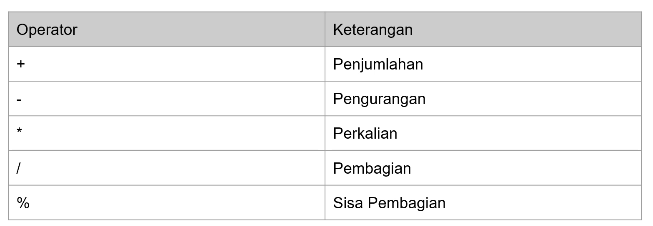 Operator Keterangan
+ Penjumlahan
- Pengurangan
* Perkalian
/ Pembagian
% Sisa Pembagian